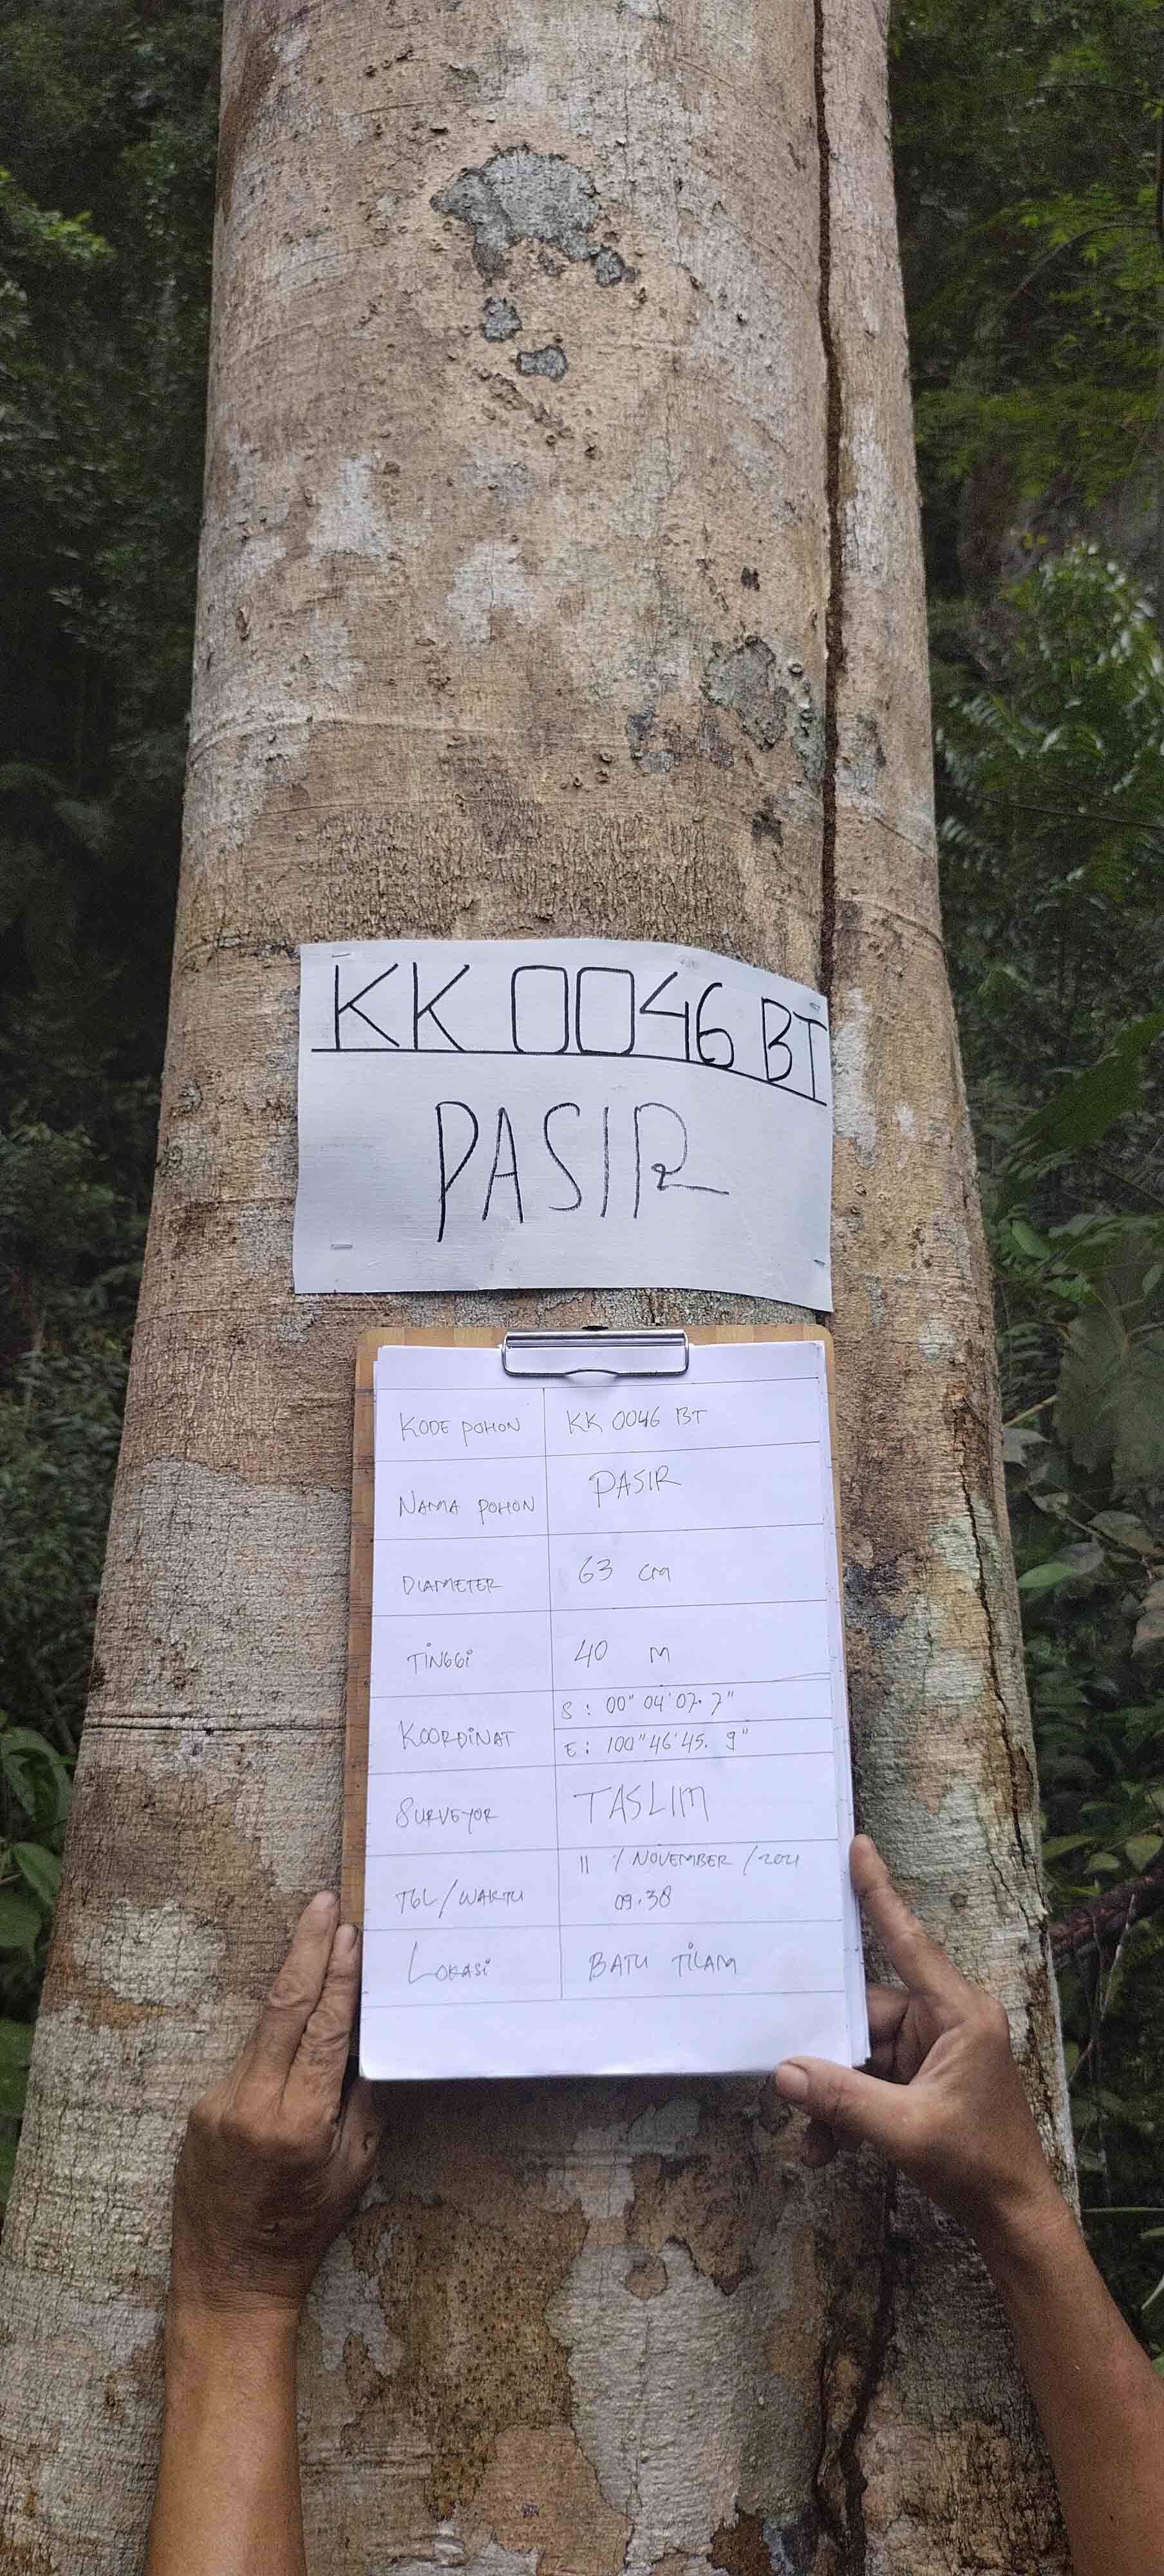 KK 0046 BT
PASIR
KODE POHON KK 0046 BT
NAMA POHON PASIR
DIAMETER 63 cm
TINGGI 40 M
KOORDINAT S : 00" 04' 07. 7"
E : 100" 46' 45. 9"
SURVEYOR TASLIM
TGL/WAKTU 11 / NOVEMBER / 2021
09.38
LOKASI BATU TILAM